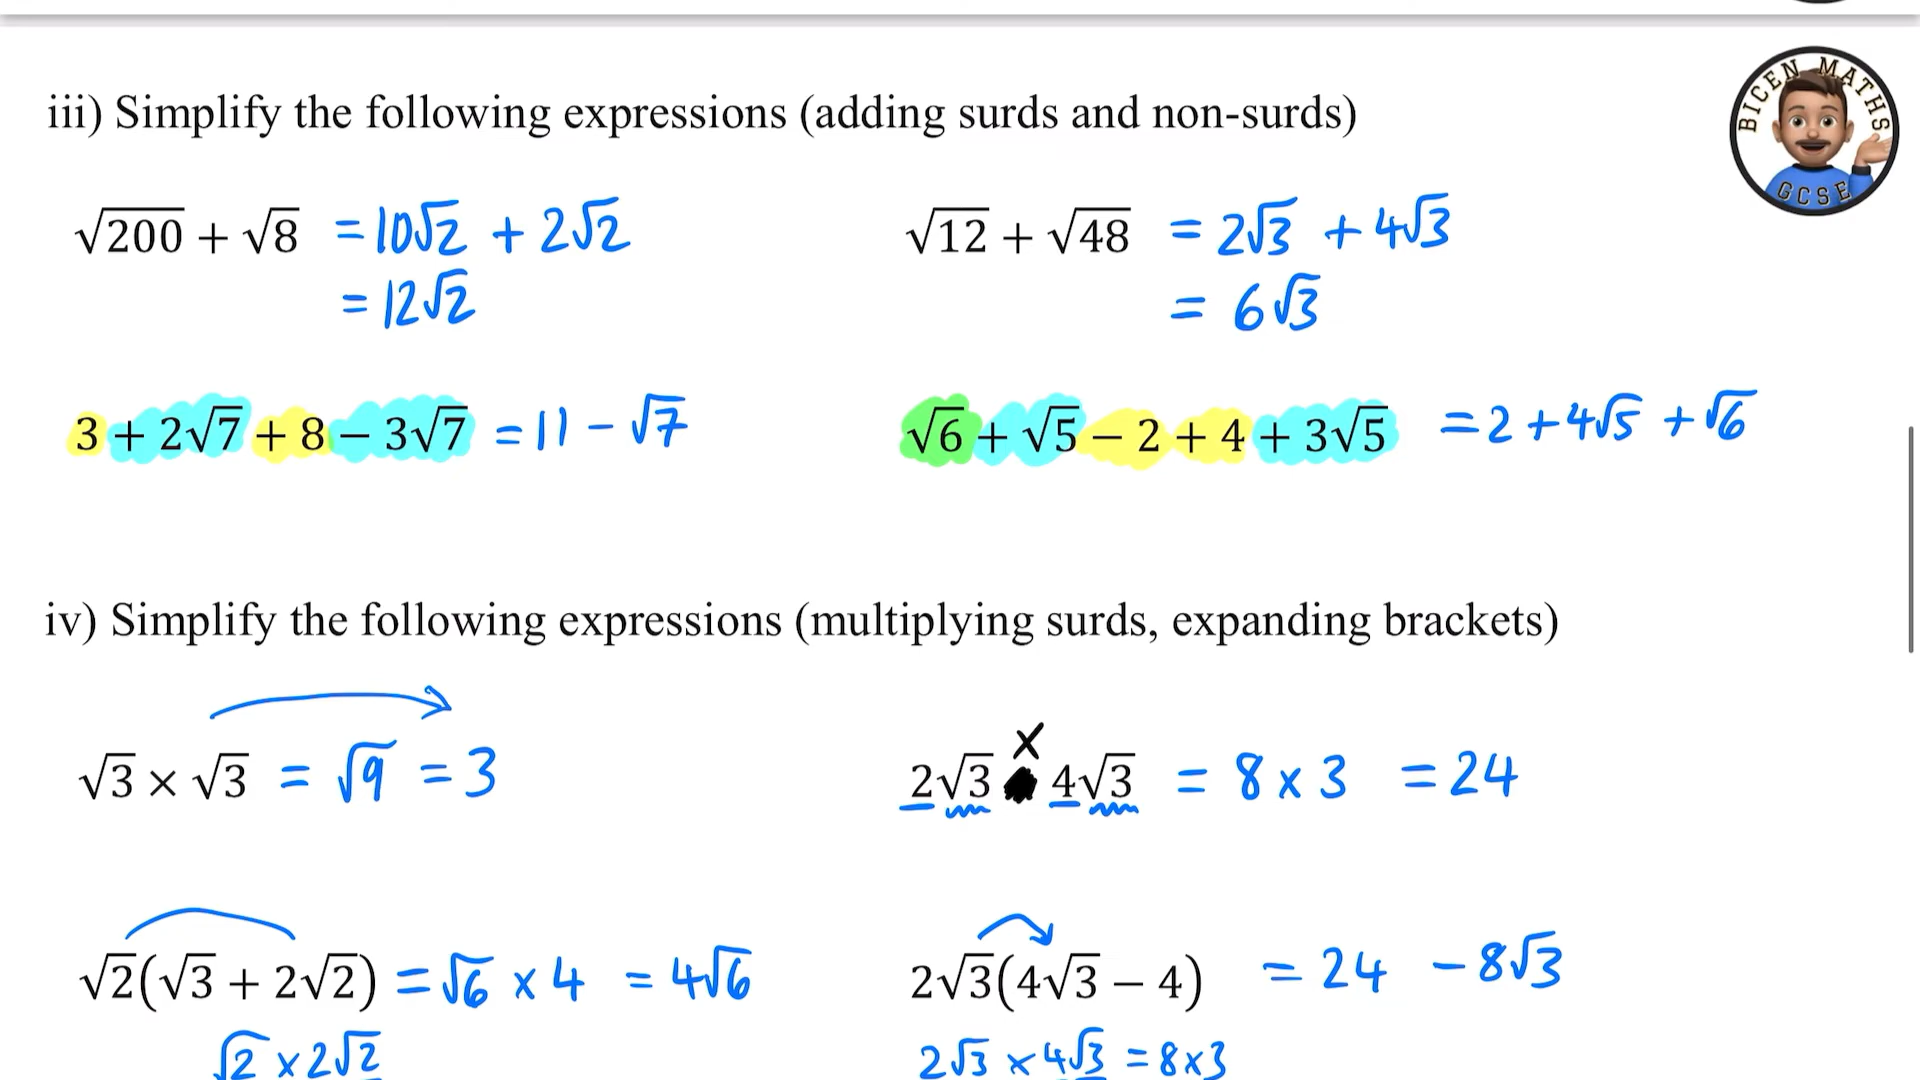 iii) Simplify the following expressions (adding surds and non-surds)
BICEN MATHS
GCSE
√200 + √8 = 10√2 + 2√2
= 12√2
√12 + √48 = 2√3 + 4√3
= 6√3
3 + 2√7 + 8 − 3√7 = 11 − √7
√6 + √5 − 2 + 4 + 3√5 = 2 + 4√5 + √6
iv) Simplify the following expressions (multiplying surds, expanding brackets)
√3 × √3 = √9 = 3
2√3 × 4√3 = 8 × 3 = 24
√2(√3 + 2√2) = √6 × 4 = 4√6
√2 × 2√2
2√3(4√3 − 4) = 24 − 8√3
2√3 × 4√3 = 8×3